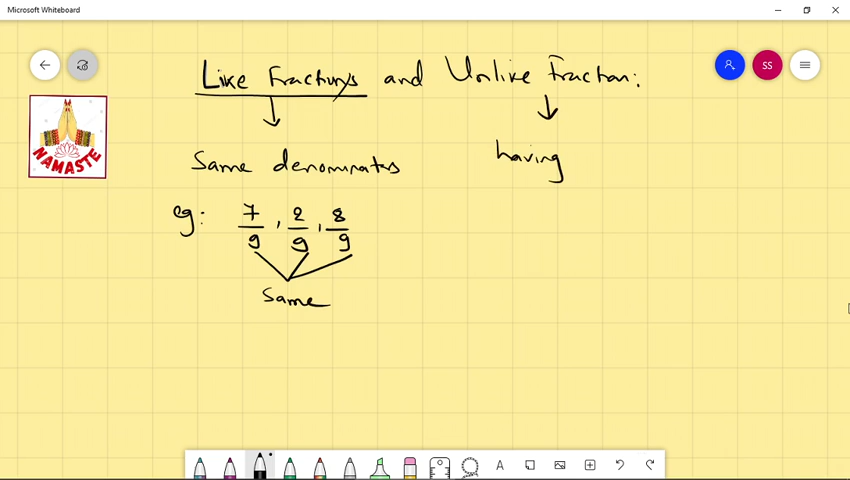 Microsoft Whiteboard
SS
Like Fractions and Unlike Fraction:
NAMASTE
Same denominators
having
eg: 7/9, 2/9, 8/9
Same
A